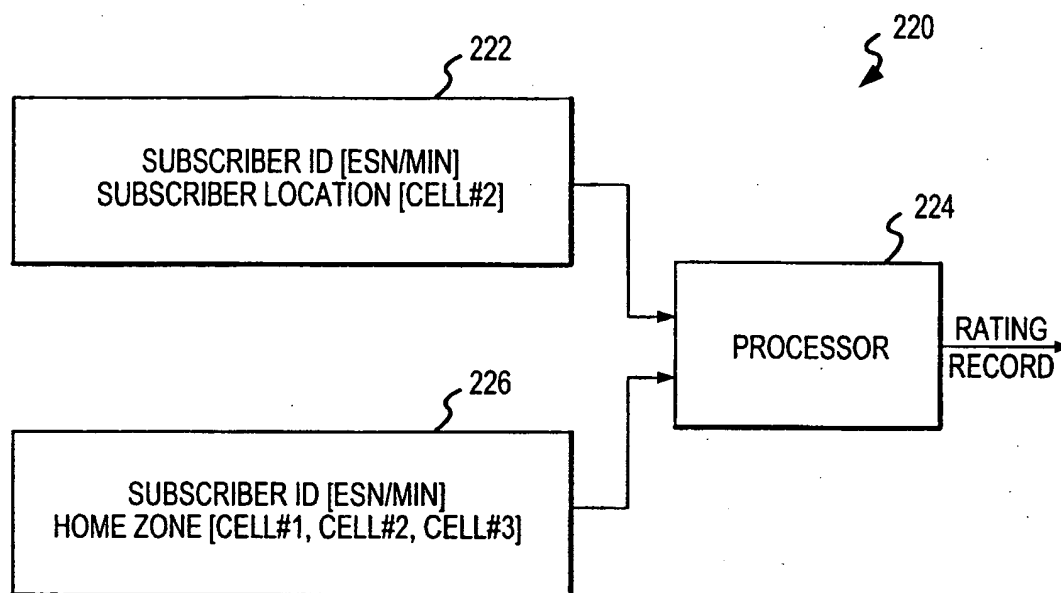 220
222
SUBSCRIBER ID [ESN/MIN]
SUBSCRIBER LOCATION [CELL#2]
224
PROCESSOR
RATING
RECORD
226
SUBSCRIBER ID [ESN/MIN]
HOME ZONE [CELL#1, CELL#2, CELL#3]